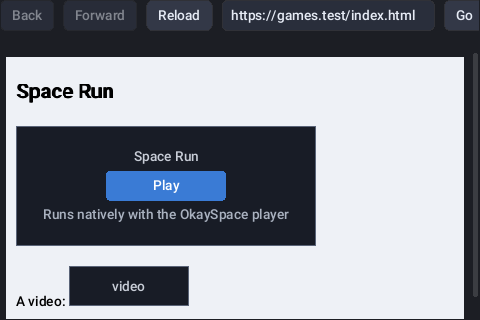 Back Forward Reload https://games.test/index.html Go
Space Run
Space Run
Play
Runs natively with the OkaySpace player
video
A video: